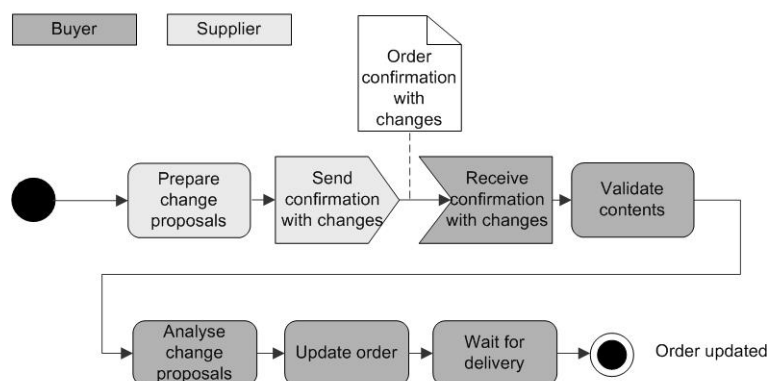 Buyer
Supplier
Order
confirmation
with
changes
Prepare
change
proposals
Send
confirmation
with changes
Receive
confirmation
with changes
Validate
contents
Analyse
change
proposals
Update order
Wait for
delivery
Order updated